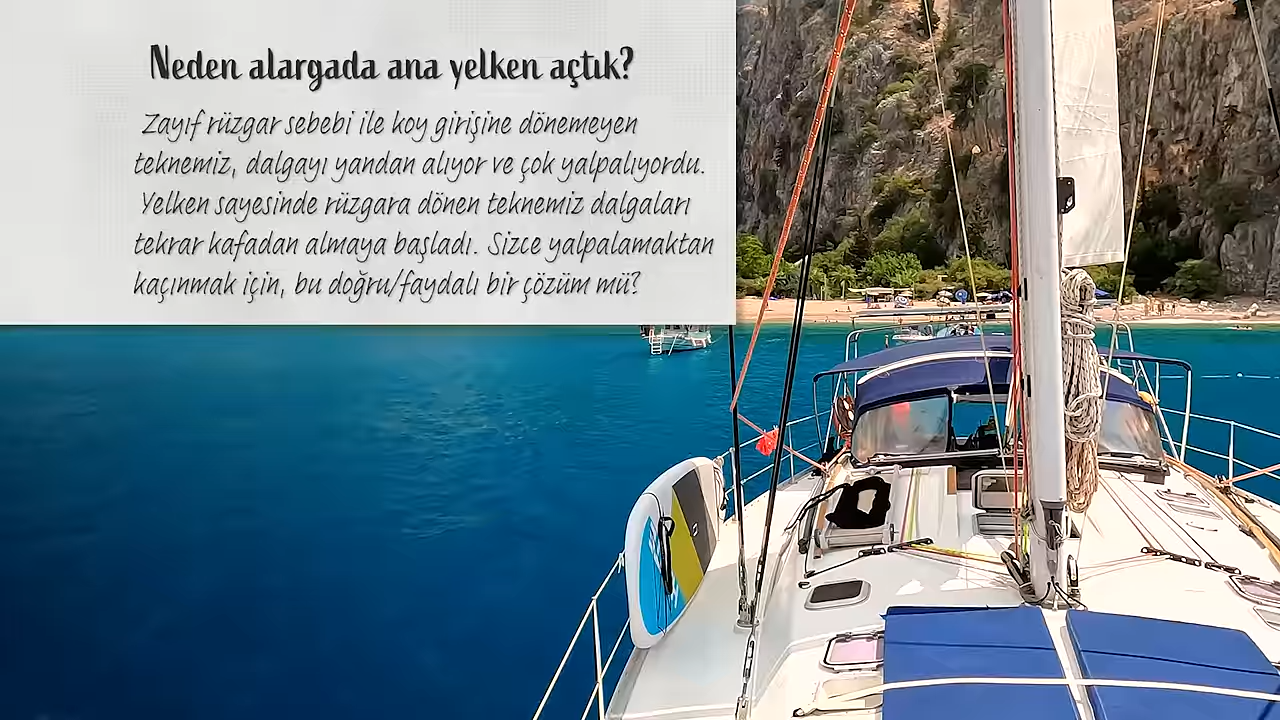 Neden alargada ana yelken açtık?
Zayıf rüzgar sebebi ile koy girişine dönemeyen
teknemiz, dalgayı yandan alıyor ve çok yalpalıyordu.
Yelken sayesinde rüzgara dönen teknemiz dalgaları
tekrar kafadan almaya başladı. Sizce yalpalamaktan
kaçınmak için, bu doğru/faydalı bir çözüm mü?